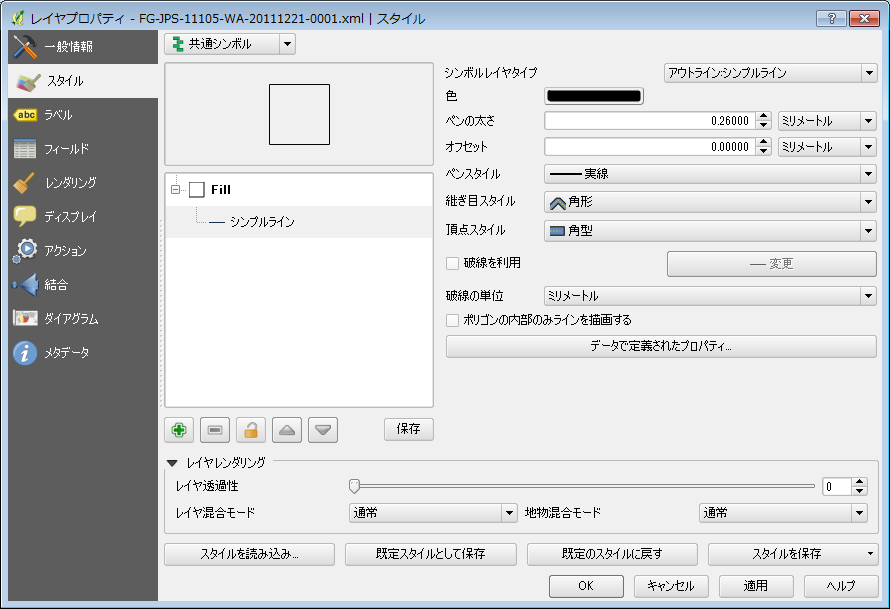 レイヤプロパティ - FG-JPS-11105-WA-20111221-0001.xml | スタイル
一般情報
スタイル
abc ラベル
フィールド
レンダリング
ディスプレイ
アクション
結合
ダイアグラム
メタデータ
共通シンボル
Fill
シンプルライン
保存
シンボルレイヤタイプ
アウトライン:シンプルライン
色
ペンの太さ 0.26000 ミリメートル
オフセット 0.00000 ミリメートル
ペンスタイル 実線
継ぎ目スタイル 角形
頂点スタイル 角型
破線を利用 変更
破線の単位 ミリメートル
ポリゴンの内部のみラインを描画する
データで定義されたプロパティ...
レイヤレンダリング
レイヤ透過性 0
レイヤ混合モード 通常 地物混合モード 通常
スタイルを読み込み... 既定スタイルとして保存 既定のスタイルに戻す スタイルを保存
OK キャンセル 適用 ヘルプ